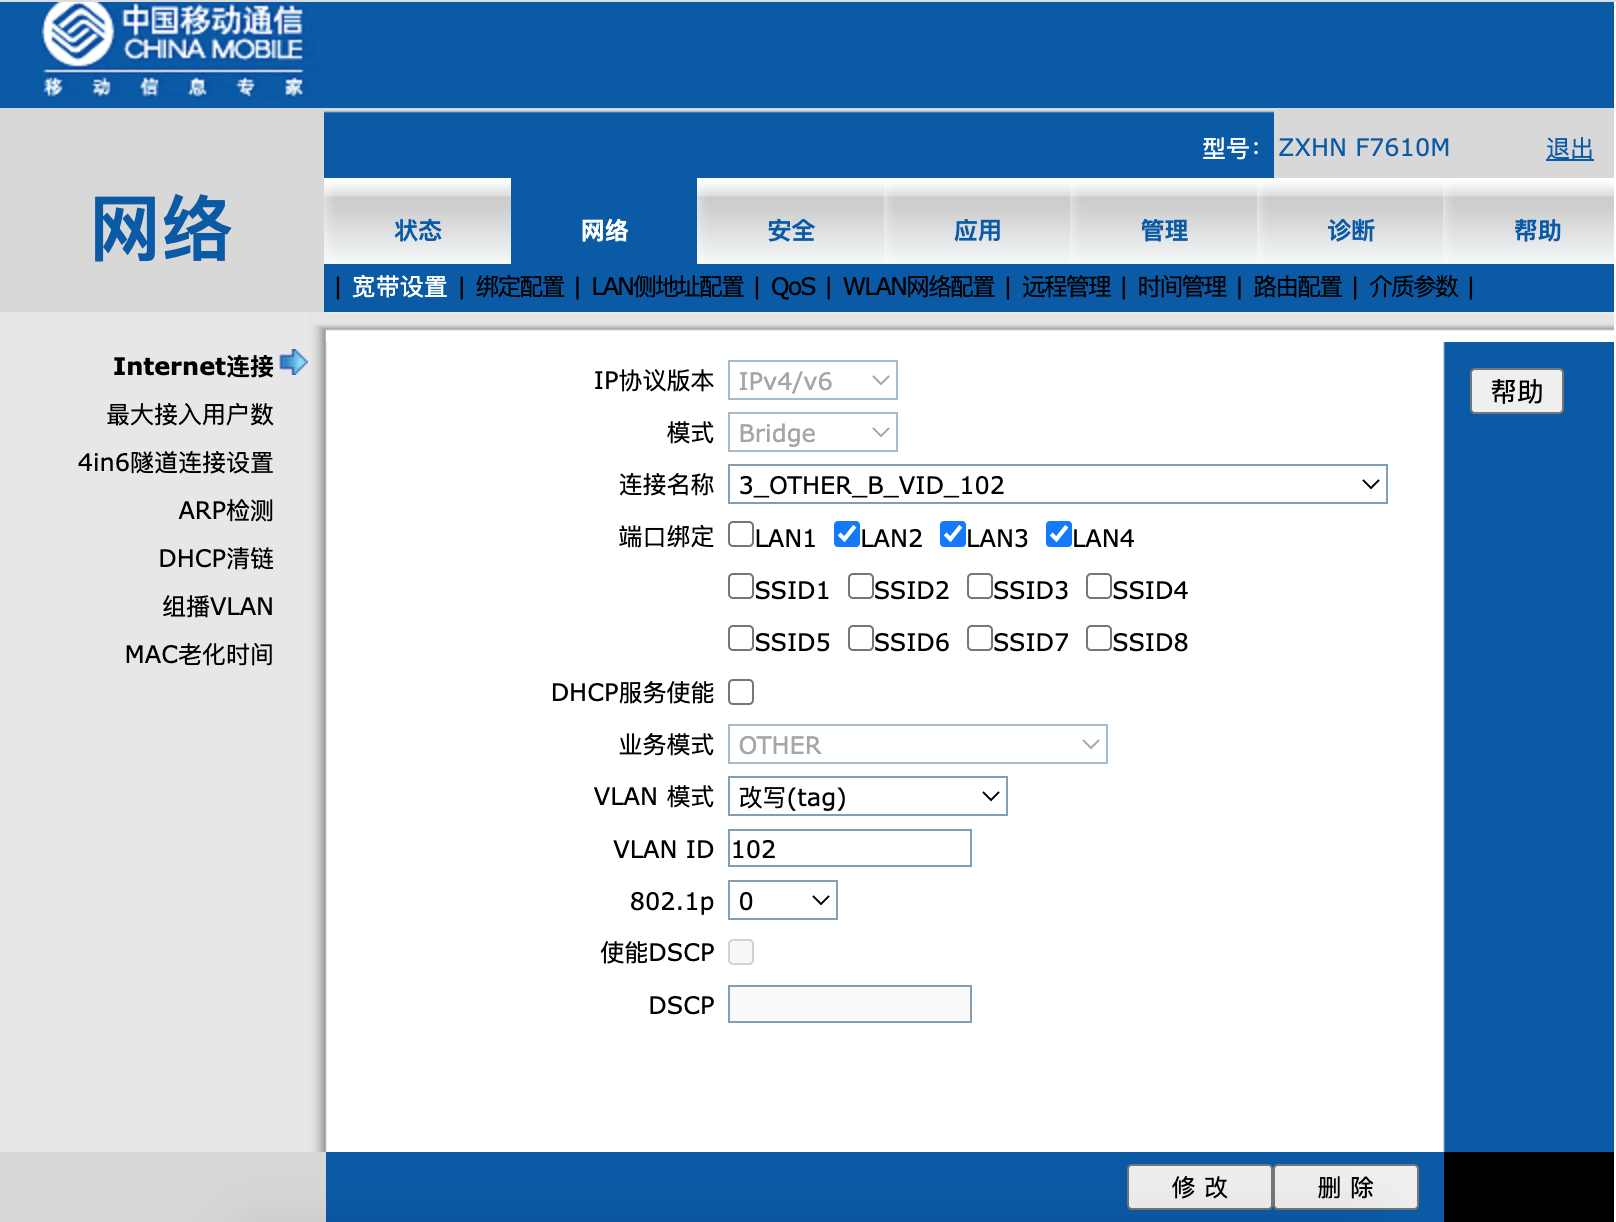 中国移动通信
CHINA MOBILE
移 动 信 息 专 家
型号： ZXHN F7610M 退出
网络
状态 网络 安全 应用 管理 诊断 帮助
| 宽带设置 | 绑定配置 | LAN侧地址配置 | QoS | WLAN网络配置 | 远程管理 | 时间管理 | 路由配置 | 介质参数 |
Internet连接
最大接入用户数
4in6隧道连接设置
ARP检测
DHCP清链
组播VLAN
MAC老化时间
IP协议版本 IPv4/v6
模式 Bridge
连接名称 3_OTHER_B_VID_102
端口绑定 LAN1 LAN2 LAN3 LAN4
SSID1 SSID2 SSID3 SSID4
SSID5 SSID6 SSID7 SSID8
DHCP服务使能
业务模式 OTHER
VLAN 模式 改写(tag)
VLAN ID 102
802.1p 0
使能DSCP
DSCP
帮助
修 改 删 除